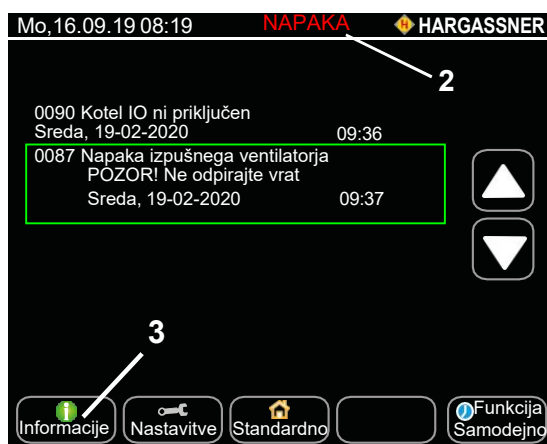 Mo,16.09.19 08:19 NAPAKA HARGASSNER
2
0090 Kotel IO ni priključen
Sreda, 19-02-2020 09:36
0087 Napaka izpušnega ventilatorja
POZOR! Ne odpirajte vrat
Sreda, 19-02-2020 09:37
3
Informacije Nastavitve Standardno Funkcija
Samodejno